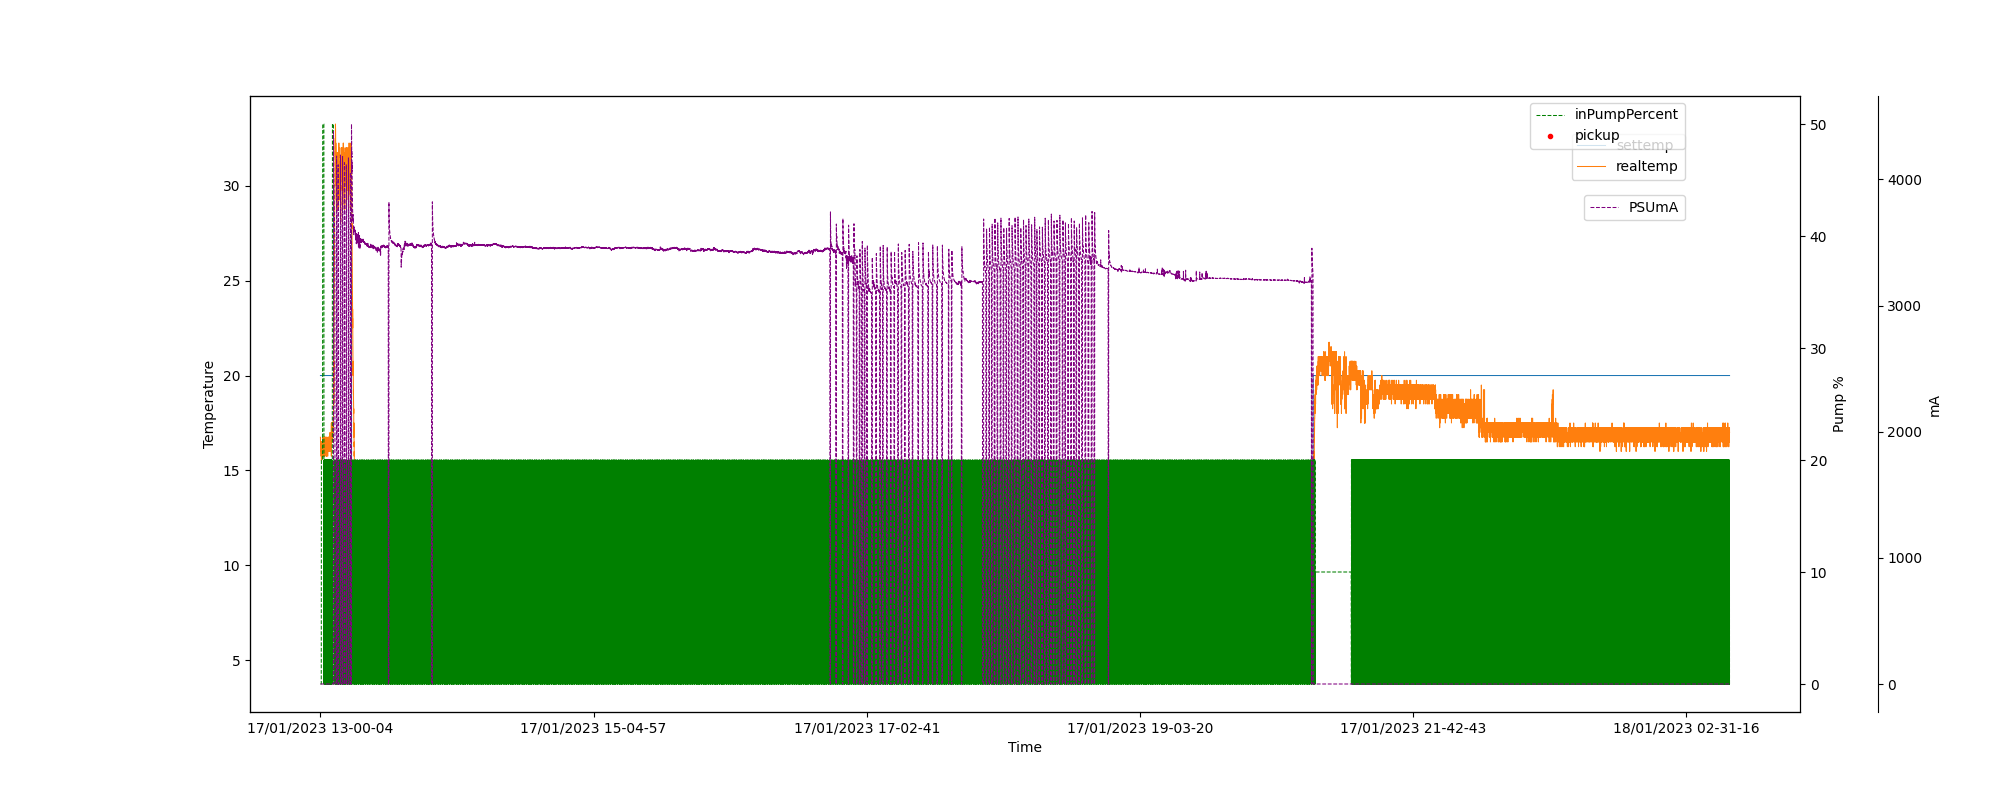 inPumpPercent
pickup
settemp
realtemp
PSUmA
Temperature
30
25
20
15
10
5
50
40
30
20
10
0
Pump %
4000
3000
2000
1000
0
mA
17/01/2023 13-00-04
17/01/2023 15-04-57
17/01/2023 17-02-41
17/01/2023 19-03-20
17/01/2023 21-42-43
18/01/2023 02-31-16
Time